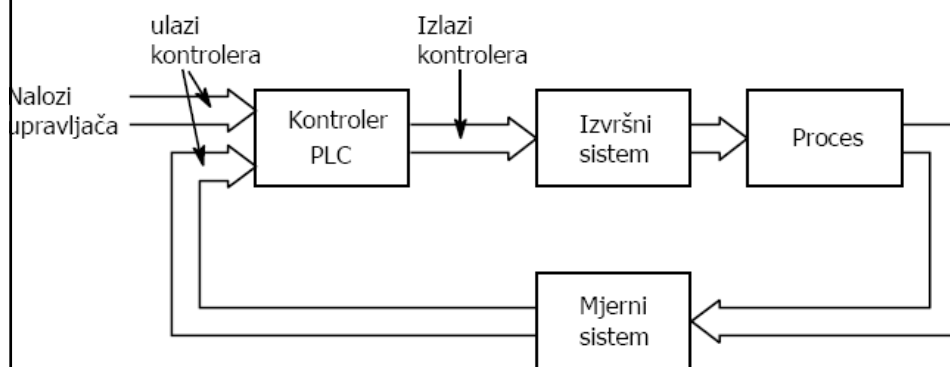 ulazi
kontrolera
Izlazi
kontrolera
Nalozi
upravljača
Kontroler
PLC
Izvršni
sistem
Proces
Mjerni
sistem